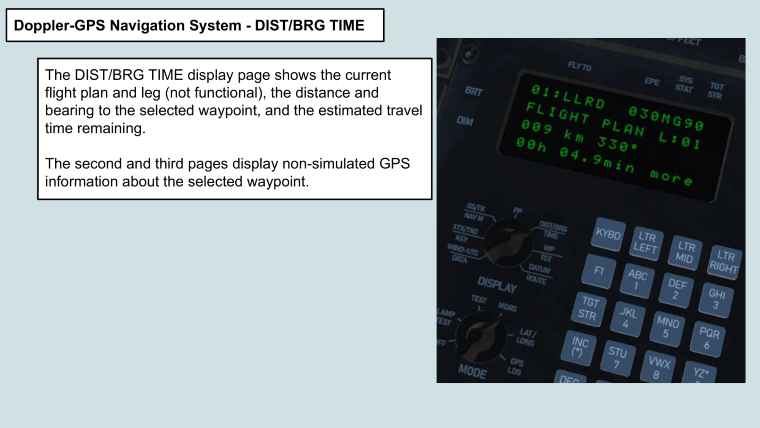 Doppler-GPS Navigation System - DIST/BRG TIME
The DIST/BRG TIME display page shows the current
flight plan and leg (not functional), the distance and
bearing to the selected waypoint, and the estimated travel
time remaining.
The second and third pages display non-simulated GPS
information about the selected waypoint.
EFFECT
FLY TO
EPE
SYS
STAT
TGT
STR
BRT
DIM
01:LLRD 030MG90
FLIGHT PLAN L:01
009 km 330°
00h 04.9min more
GS/TK
NAV M
PP
DIST/BRG
TIME
XTX/TKC
KEY
WP
TGT
WIND-UTC
DATA
DATUM
ROUTE
DISPLAY
KYBD
LTR
LEFT
LTR
MID
LTR
RIGHT
F1
ABC
1
DEF
2
GHI
3
TGT
STR
JKL
4
MNO
5
PQR
6
INC
(*)
STU
7
VWX
8
YZ*
TEST
MGRS
LAMP
TEST
LAT/
LONG
GPS
LDG
MODE